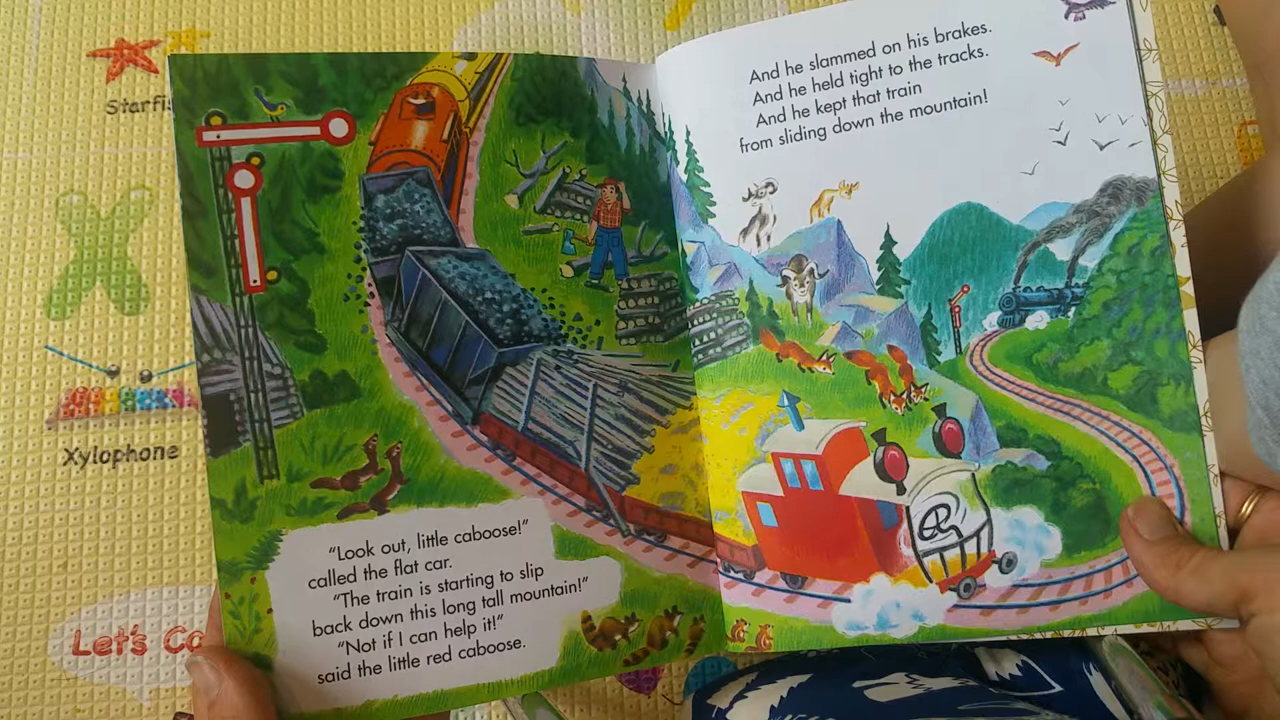 Starfis
Xylophone
Let's Co
"Look out, little caboose!"
called the flat car.
"The train is starting to slip
back down this long tall mountain!"
"Not if I can help it!"
said the little red caboose.
And he slammed on his brakes.
And he held tight to the tracks.
And he kept that train
from sliding down the mountain!